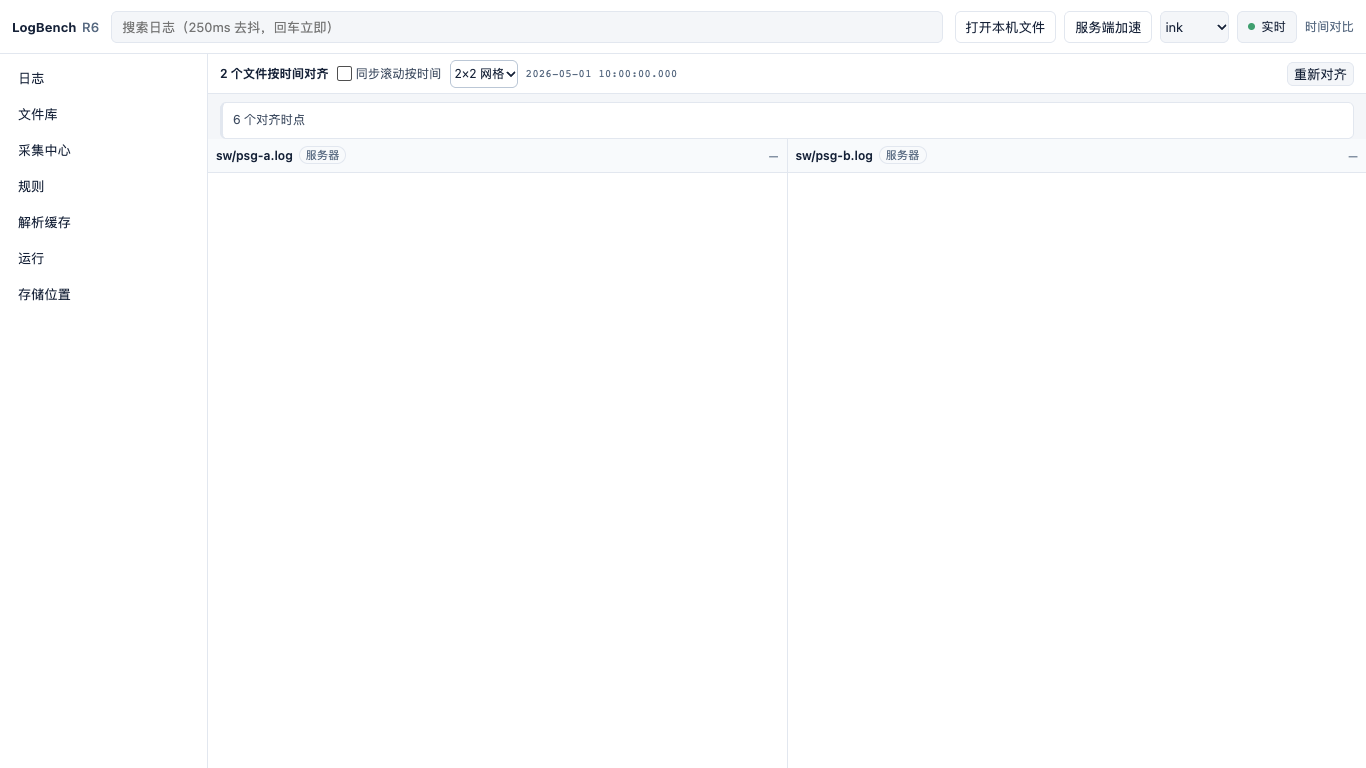 LogBench R6 搜索日志（250ms 去抖，回车立即） 打开本机文件 服务端加速 ink 实时 时间对比
日志
文件库
采集中心
规则
解析缓存
运行
存储位置
2 个文件按时间对齐 同步滚动按时间 2×2 网格 2026-05-01 10:00:00.000 重新对齐
6 个对齐时点
sw/psg-a.log 服务器 —
sw/psg-b.log 服务器 —